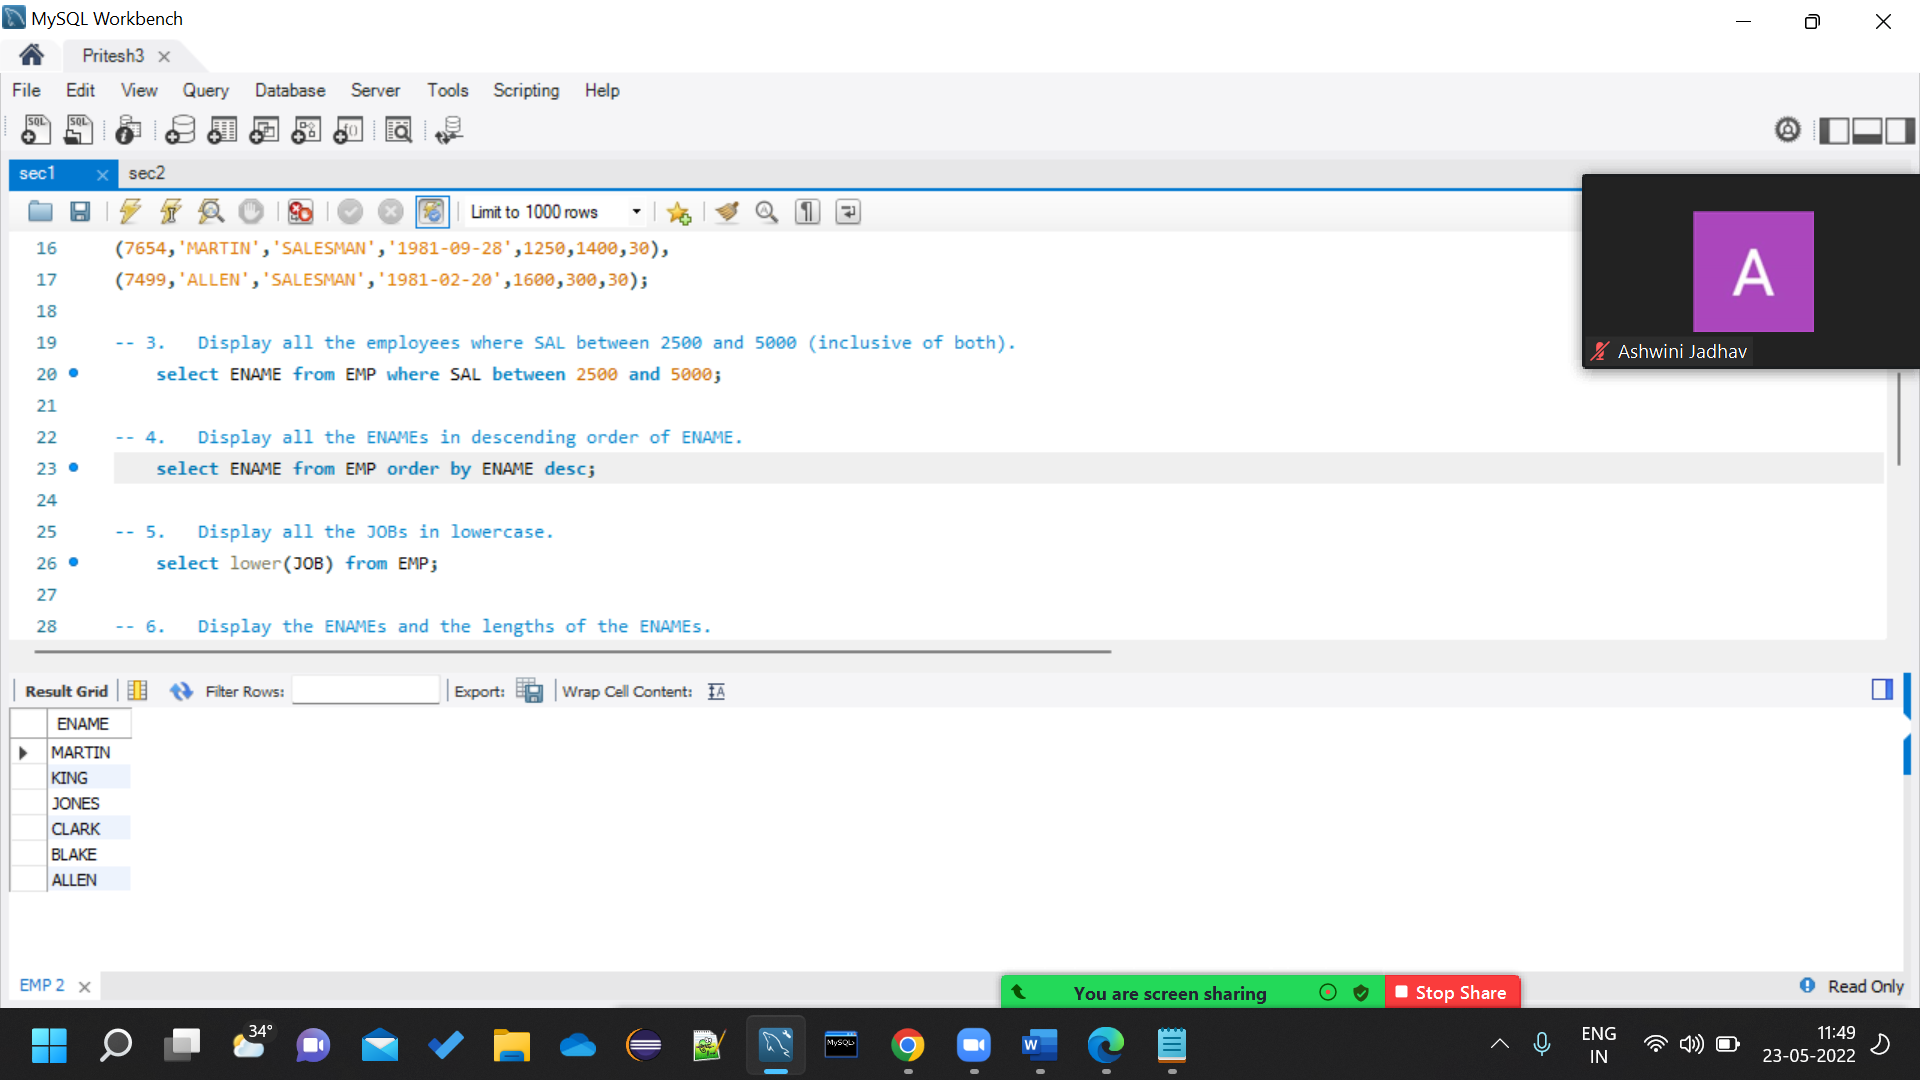 MySQL Workbench
Pritesh3
File Edit View Query Database Server Tools Scripting Help
sec1 sec2
Limit to 1000 rows
16 (7654,'MARTIN','SALESMAN','1981-09-28',1250,1400,30),
17 (7499,'ALLEN','SALESMAN','1981-02-20',1600,300,30);
18
19 -- 3. Display all the employees where SAL between 2500 and 5000 (inclusive of both).
20 select ENAME from EMP where SAL between 2500 and 5000;
21
22 -- 4. Display all the ENAMEs in descending order of ENAME.
23 select ENAME from EMP order by ENAME desc;
24
25 -- 5. Display all the JOBs in lowercase.
26 select lower(JOB) from EMP;
27
28 -- 6. Display the ENAMEs and the lengths of the ENAMEs.
A
Ashwini Jadhav
Result Grid Filter Rows: Export: Wrap Cell Content:
ENAME
MARTIN
KING
JONES
CLARK
BLAKE
ALLEN
EMP 2
You are screen sharing Stop Share
Read Only
34°
ENG
IN
11:49
23-05-2022